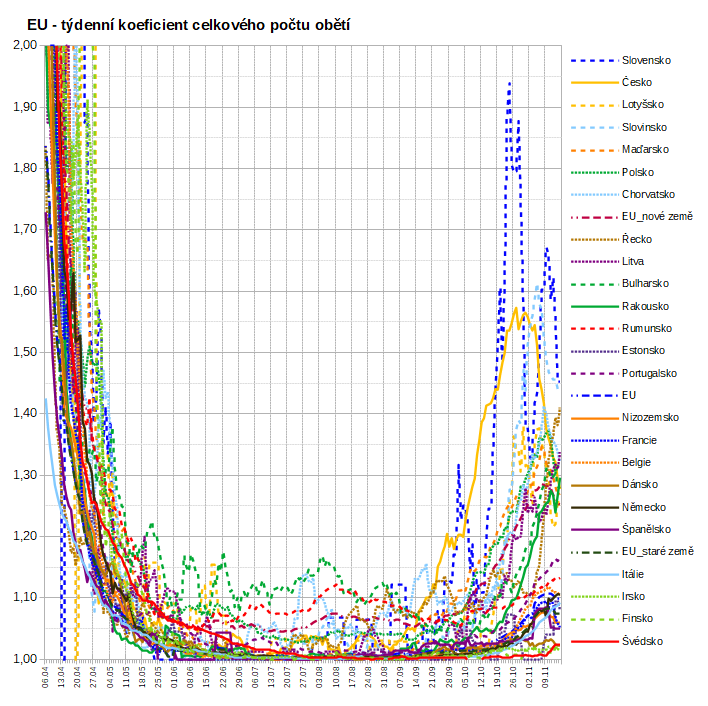 EU - týdenní koeficient celkového počtu obětí
2,00
1,90
1,80
1,70
1,60
1,50
1,40
1,30
1,20
1,10
1,00
06.04
13.04
20.04
27.04
04.05
11.05
18.05
25.05
01.06
08.06
15.06
22.06
29.06
06.07
13.07
20.07
27.07
03.08
10.08
17.08
24.08
31.08
07.09
14.09
21.09
28.09
05.10
12.10
19.10
26.10
02.11
09.11
Slovensko
Česko
Lotyšsko
Slovinsko
Maďarsko
Polsko
Chorvatsko
EU_nové země
Řecko
Litva
Bulharsko
Rakousko
Rumunsko
Estonsko
Portugalsko
EU
Nizozemsko
Francie
Belgie
Dánsko
Německo
Španělsko
EU_staré země
Itálie
Irsko
Finsko
Švédsko